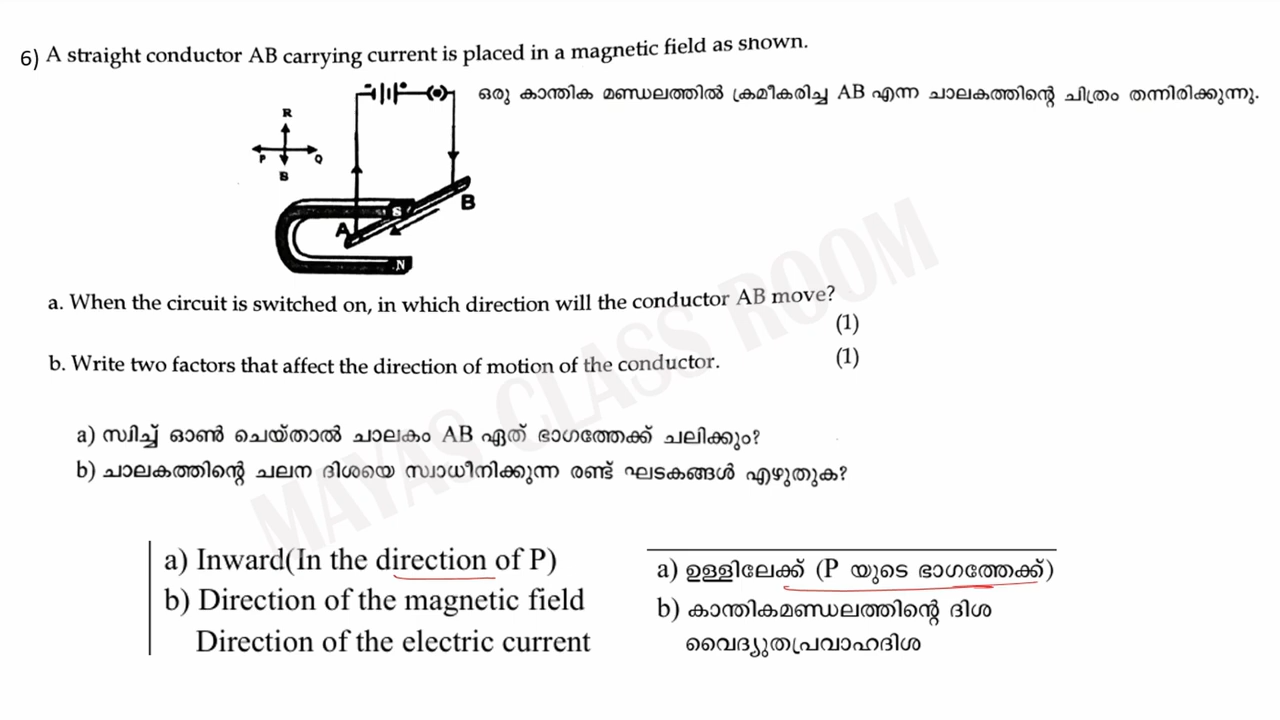 6) A straight conductor AB carrying current is placed in a magnetic field as shown.
ഒരു കാന്തിക മണ്ഡലത്തിൽ ക്രമീകരിച്ച AB എന്ന ചാലകത്തിന്റെ ചിത്രം തന്നിരിക്കുന്നു.
R
P
Q
B
S
B
A
N
a. When the circuit is switched on, in which direction will the conductor AB move?
(1)
b. Write two factors that affect the direction of motion of the conductor.
(1)
a) സ്വിച്ച് ഓൺ ചെയ്താൽ ചാലകം AB ഏത് ഭാഗത്തേക്ക് ചലിക്കും?
b) ചാലകത്തിന്റെ ചലന ദിശയെ സ്വാധീനിക്കുന്ന രണ്ട് ഘടകങ്ങൾ എഴുതുക?
MAYAS CLASS ROOM
a) Inward(In the direction of P)
b) Direction of the magnetic field
Direction of the electric current
a) ഉള്ളിലേക്ക് (P യുടെ ഭാഗത്തേക്ക്)
b) കാന്തികമണ്ഡലത്തിന്റെ ദിശ
വൈദ്യുതപ്രവാഹദിശ